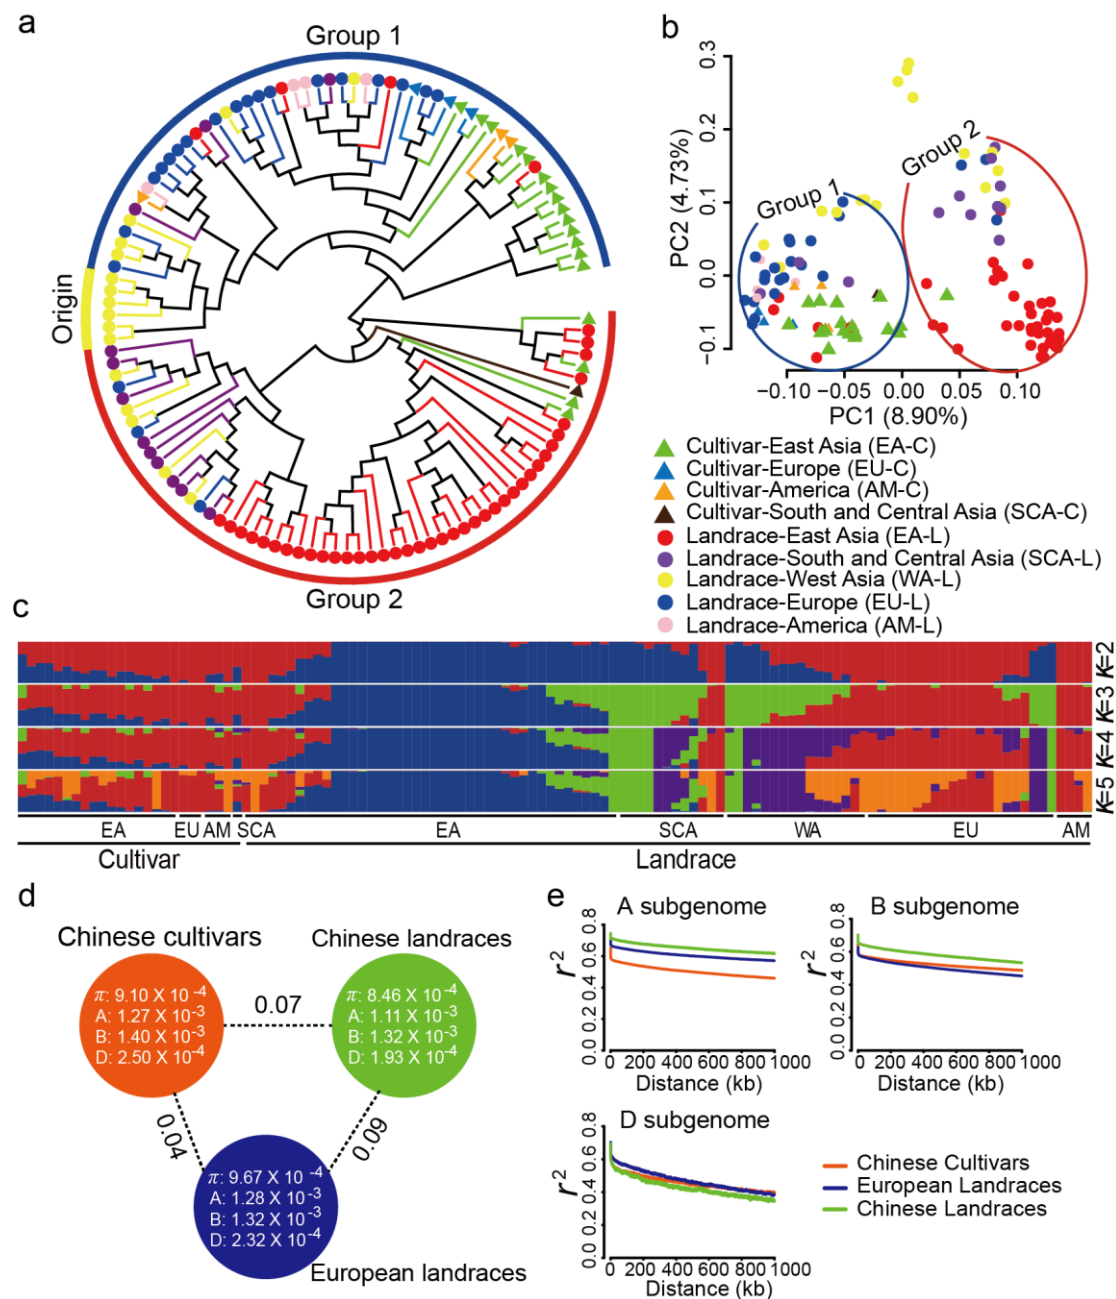 a
Group 1
Origin
Group 2
b
PC2 (4.73%)
0.3
0.2
0.1
0.0
−0.1
Group 1
Group 2
−0.10
−0.05
0.00
0.05
0.10
PC1 (8.90%)
Cultivar-East Asia (EA-C)
Cultivar-Europe (EU-C)
Cultivar-America (AM-C)
Cultivar-South and Central Asia (SCA-C)
Landrace-East Asia (EA-L)
Landrace-South and Central Asia (SCA-L)
Landrace-West Asia (WA-L)
Landrace-Europe (EU-L)
Landrace-America (AM-L)
c
K=2
K=3
K=4
K=5
EA EU AM SCA EA SCA WA EU AM
Cultivar Landrace
d
Chinese cultivars
π: 9.10 X 10 -4
A: 1.27 X 10 -3
B: 1.40 X 10 -3
D: 2.50 X 10 -4
0.07
Chinese landraces
π: 8.46 X 10 -4
A: 1.11 X 10 -3
B: 1.32 X 10 -3
D: 1.93 X 10 -4
0.04
0.09
π: 9.67 X 10 -4
A: 1.28 X 10 -3
B: 1.32 X 10 -3
D: 2.32 X 10 -4
European landraces
e
A subgenome
r 2
0.0 0.2 0.4 0.6 0.8
0 200 400 600 800 1000
Distance (kb)
B subgenome
r 2
0.0 0.2 0.4 0.6 0.8
0 200 400 600 800 1000
Distance (kb)
D subgenome
r 2
0.0 0.2 0.4 0.6 0.8
0 200 400 600 800 1000
Distance (kb)
Chinese Cultivars
European Landraces
Chinese Landraces